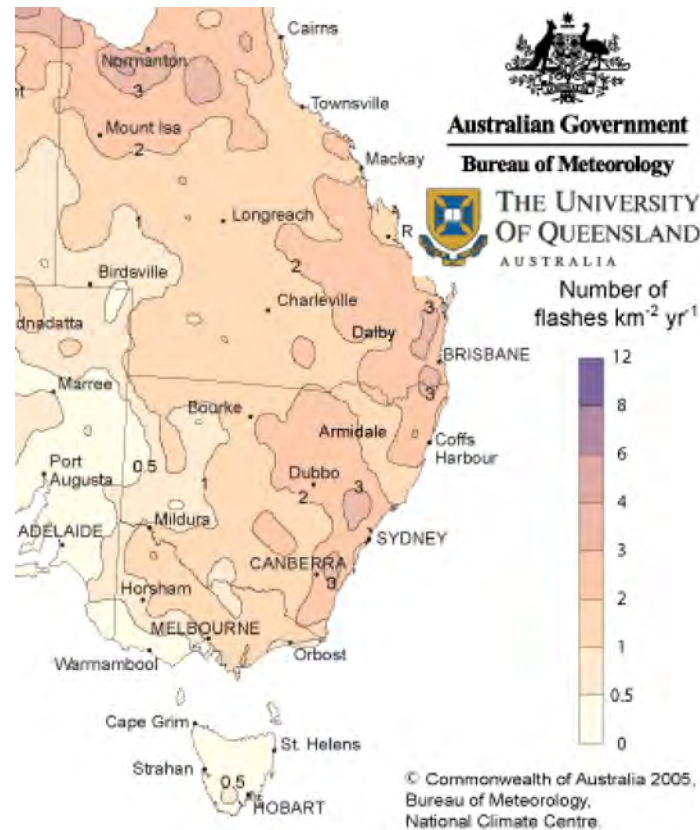 Cairns
Normanton
3
Mount Isa
2
Townsville
Mackay
1
Longreach
R
2
Birdsville
Charleville
3
Dalby
dnadatta
BRISBANE
3
Marree
Bourke
Armidale
Coffs
Harbour
Port
Augusta
0.5
1
Dubbo
2
3
Mildura
ADELAIDE
SYDNEY
CANBERRA
3
Horsham
MELBOURNE
Warrnambool
Orbost
Cape Grim
St. Helens
Strahan
0.5
HOBART
Australian Government
Bureau of Meteorology
THE UNIVERSITY
OF QUEENSLAND
AUSTRALIA
Number of
flashes km-2 yr-1
12
8
6
4
3
2
1
0.5
0
© Commonwealth of Australia 2005,
Bureau of Meteorology,
National Climate Centre.